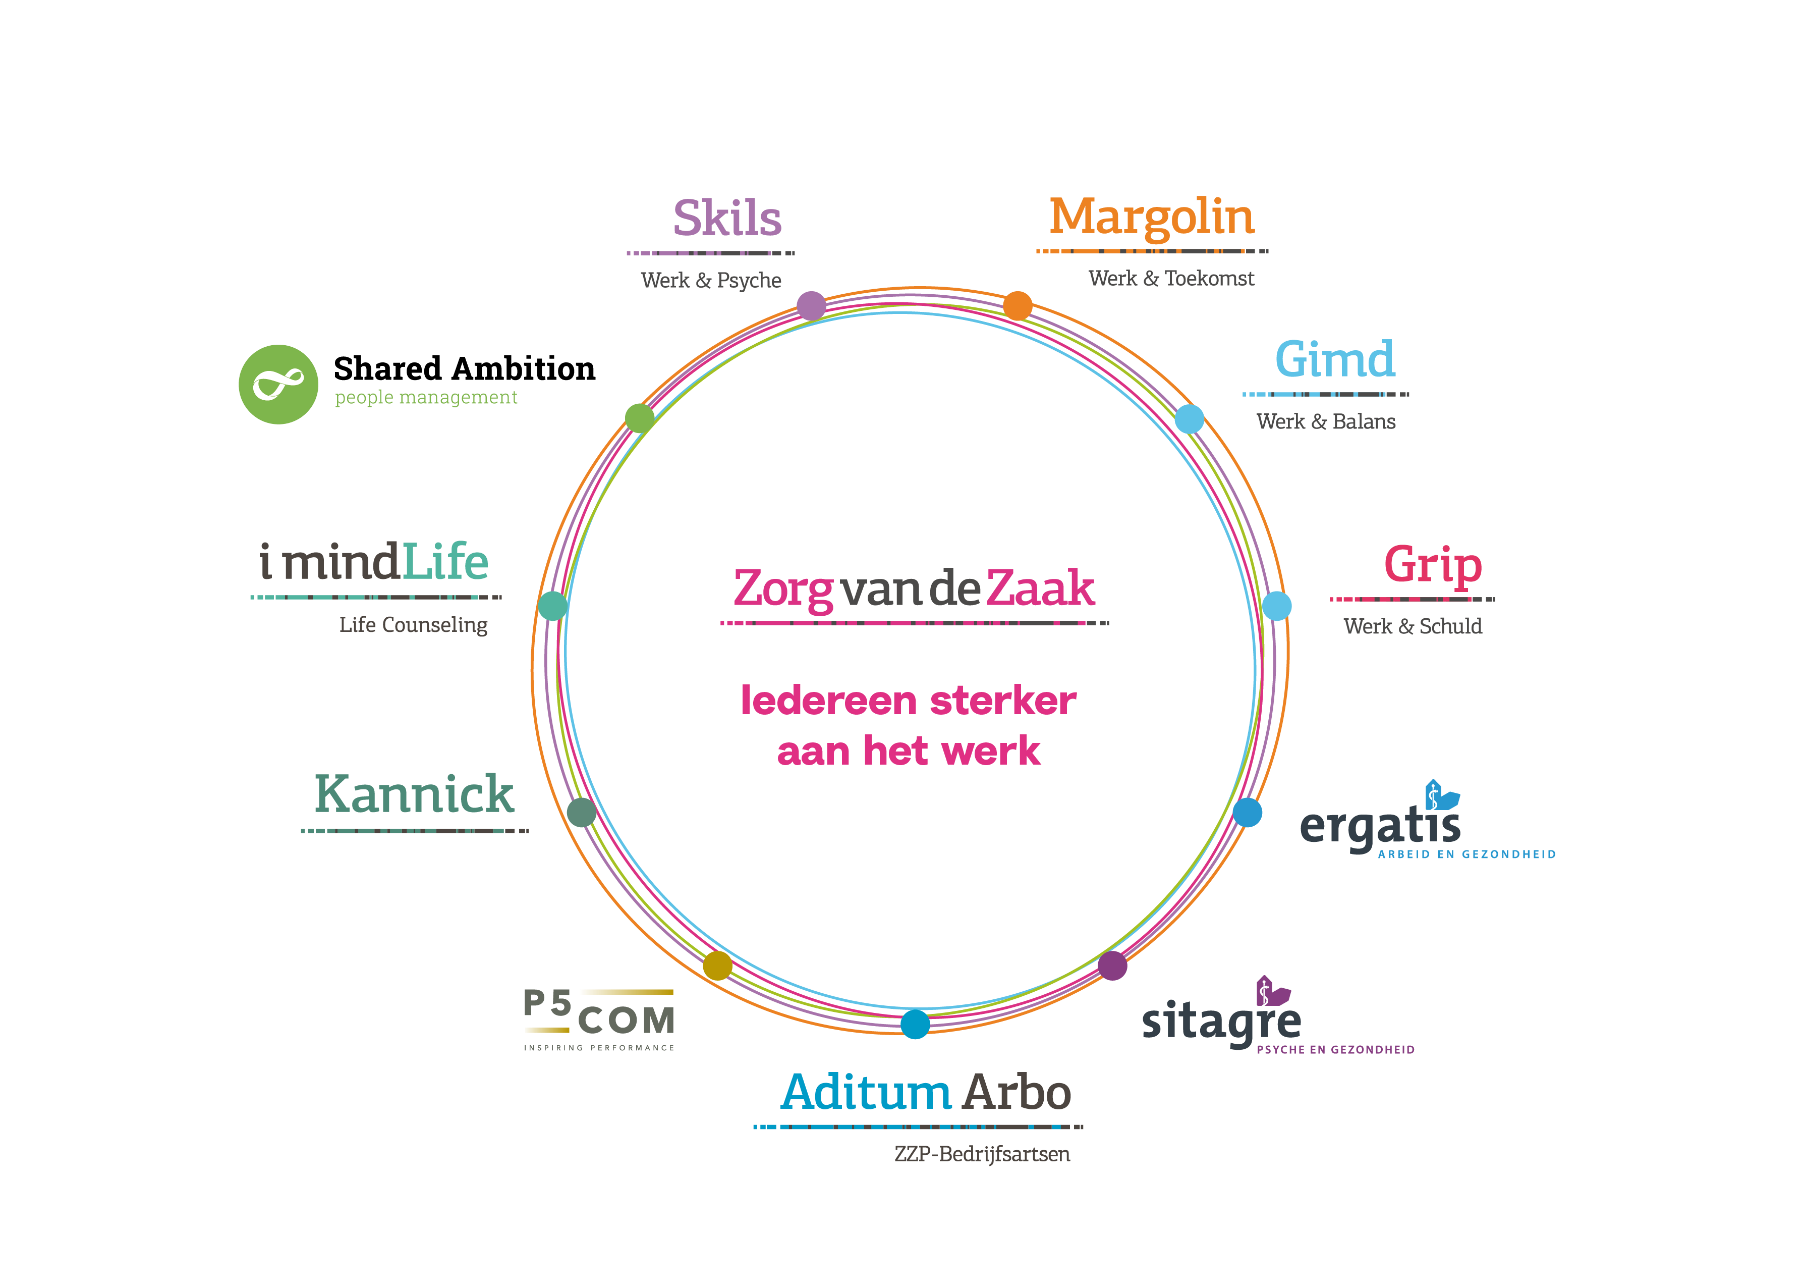 Skils
Werk & Psyche
Margolin
Werk & Toekomst
Shared Ambition
people management
Gimd
Werk & Balans
i mindLife
Life Counseling
Zorg van de Zaak
Iedereen sterker
aan het werk
Grip
Werk & Schuld
Kannick
ergatis
ARBEID EN GEZONDHEID
P5
COM
INSPIRING PERFORMANCE
sitagre
PSYCHE EN GEZONDHEID
Aditum Arbo
ZZP-Bedrijfsartsen